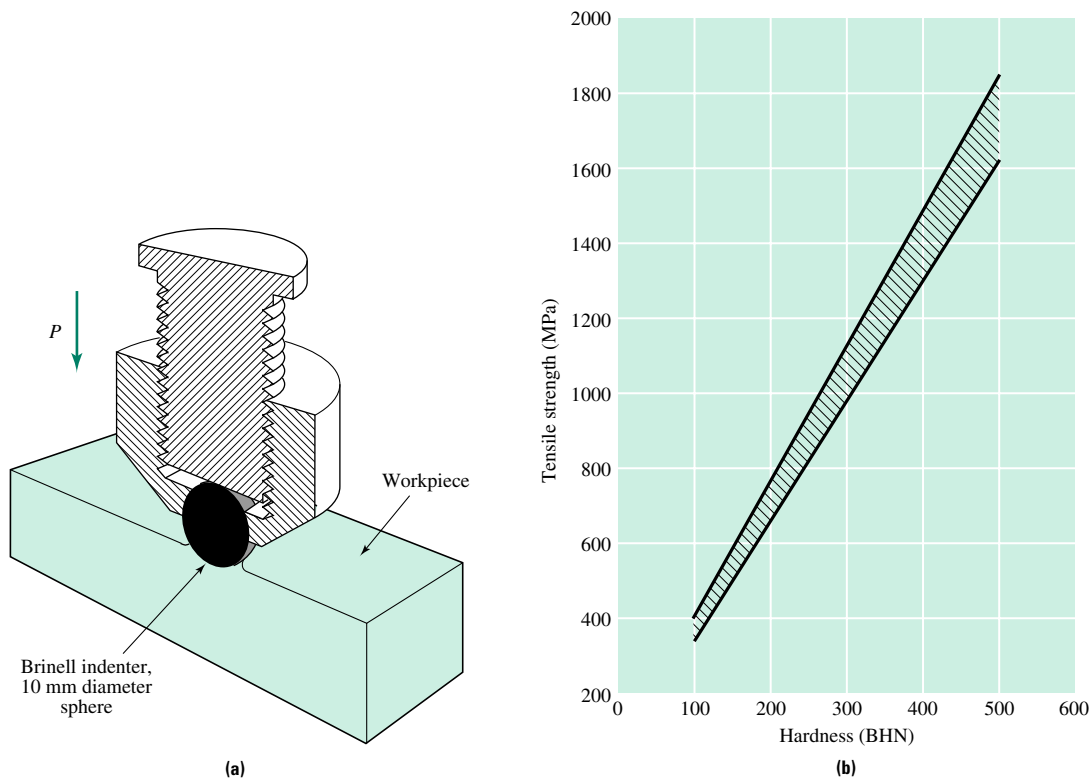 P
Workpiece
Brinell indenter,
10 mm diameter
sphere
(a)
2000
1800
1600
1400
1200
1000
800
600
400
200
Tensile strength (MPa)
0 100 200 300 400 500 600
Hardness (BHN)
(b)